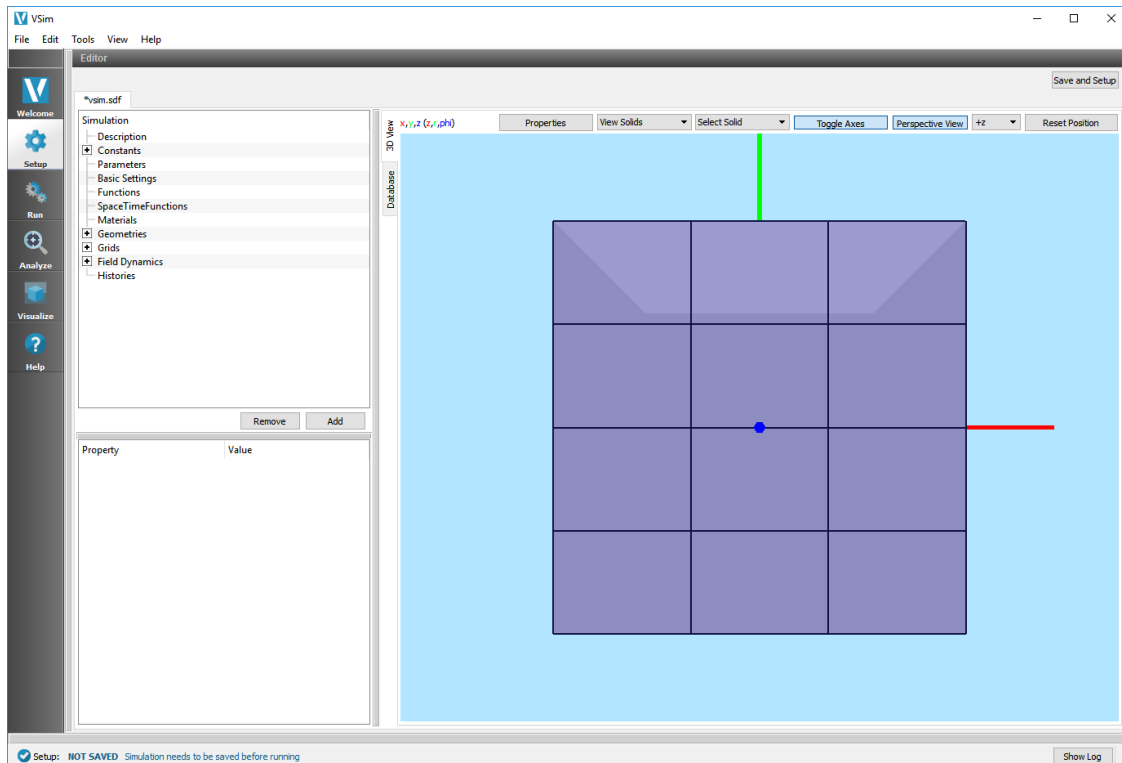 VSim
File Edit Tools View Help
Editor
Save and Setup
*vsim.sdf
Welcome
Setup
Run
Analyze
Visualize
Help
Simulation
Description
Constants
Parameters
Basic Settings
Functions
SpaceTimeFunctions
Materials
Geometries
Grids
Field Dynamics
Histories
Remove Add
Property Value
3D View
Database
x,y,z (z,r,phi) Properties View Solids Select Solid Toggle Axes Perspective View +z Reset Position
Setup: NOT SAVED Simulation needs to be saved before running
Show Log